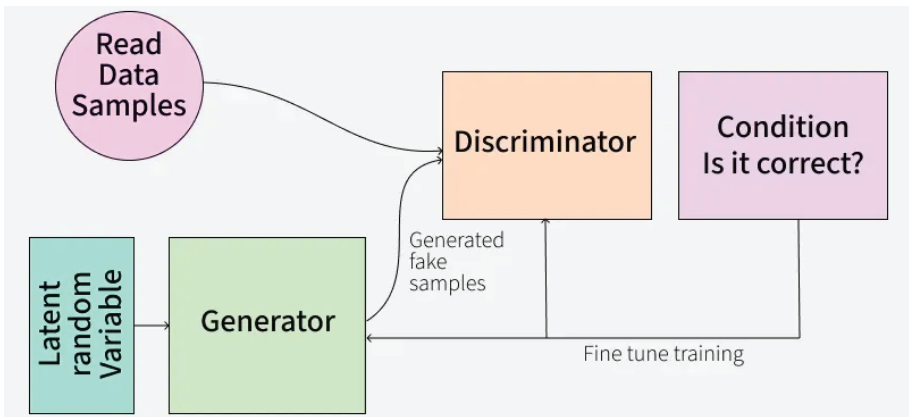 Read
Data
Samples
Discriminator
Condition
Is it correct?
Generated
fake
samples
Latent
random
Variable
Generator
Fine tune training